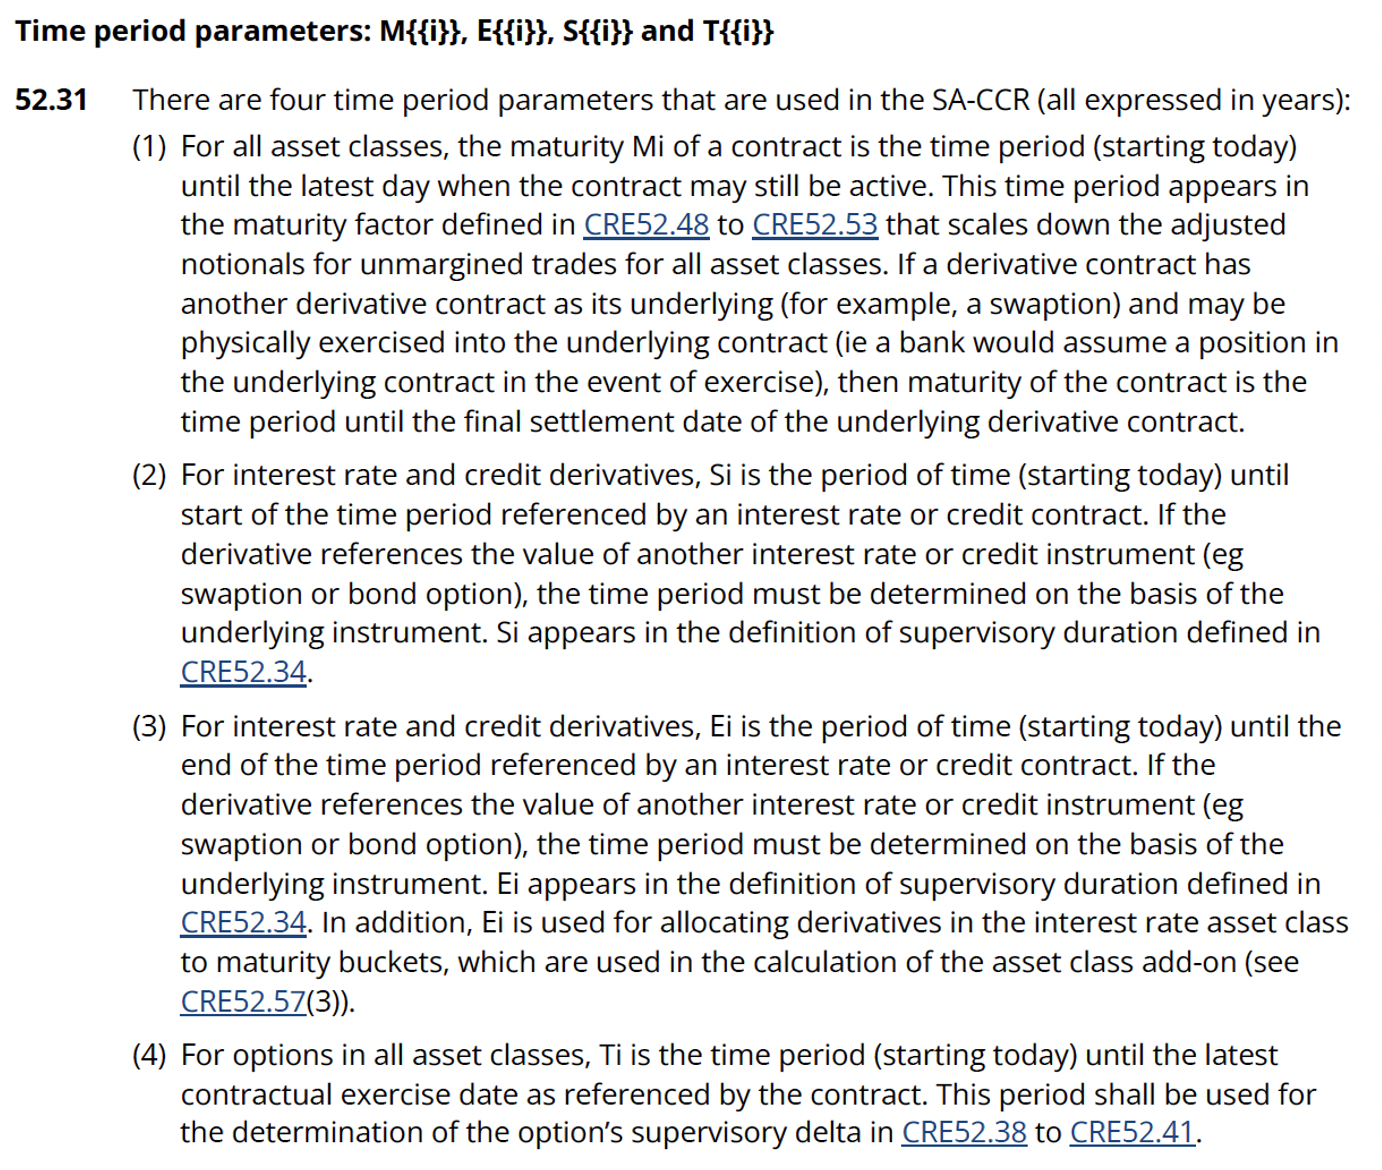 Time period parameters: M{{i}}, E{{i}}, S{{i}} and T{{i}}
52.31 There are four time period parameters that are used in the SA-CCR (all expressed in years):
(1) For all asset classes, the maturity Mi of a contract is the time period (starting today)
until the latest day when the contract may still be active. This time period appears in
the maturity factor defined in CRE52.48 to CRE52.53 that scales down the adjusted
notionals for unmargined trades for all asset classes. If a derivative contract has
another derivative contract as its underlying (for example, a swaption) and may be
physically exercised into the underlying contract (ie a bank would assume a position in
the underlying contract in the event of exercise), then maturity of the contract is the
time period until the final settlement date of the underlying derivative contract.
(2) For interest rate and credit derivatives, Si is the period of time (starting today) until
start of the time period referenced by an interest rate or credit contract. If the
derivative references the value of another interest rate or credit instrument (eg
swaption or bond option), the time period must be determined on the basis of the
underlying instrument. Si appears in the definition of supervisory duration defined in
CRE52.34.
(3) For interest rate and credit derivatives, Ei is the period of time (starting today) until the
end of the time period referenced by an interest rate or credit contract. If the
derivative references the value of another interest rate or credit instrument (eg
swaption or bond option), the time period must be determined on the basis of the
underlying instrument. Ei appears in the definition of supervisory duration defined in
CRE52.34. In addition, Ei is used for allocating derivatives in the interest rate asset class
to maturity buckets, which are used in the calculation of the asset class add-on (see
CRE52.57(3)).
(4) For options in all asset classes, Ti is the time period (starting today) until the latest
contractual exercise date as referenced by the contract. This period shall be used for
the determination of the option’s supervisory delta in CRE52.38 to CRE52.41.